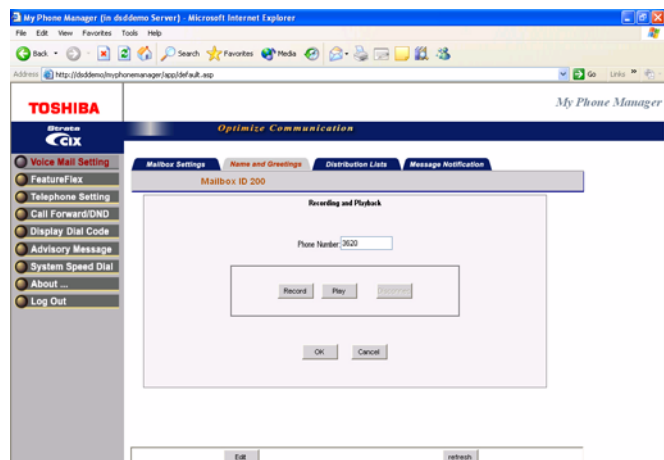 My Phone Manager (in dsddemo Server) - Microsoft Internet Explorer
File Edit View Favorites Tools Help
Back Search Favorites Media
Address http://dsddemo/myphonemanager/app/default.asp Go Links »
TOSHIBA
My Phone Manager
Strata
CIX
Optimize Communication
Voice Mail Setting
FeatureFlex
Telephone Setting
Call Forward/DND
Display Dial Code
Advisory Message
System Speed Dial
About ...
Log Out
Mailbox Settings Name and Greetings Distribution Lists Message Notification
Mailbox ID 200
Recording and Playback
Phone Number: 3620
Record Play Disconnect
OK Cancel
Edit refresh